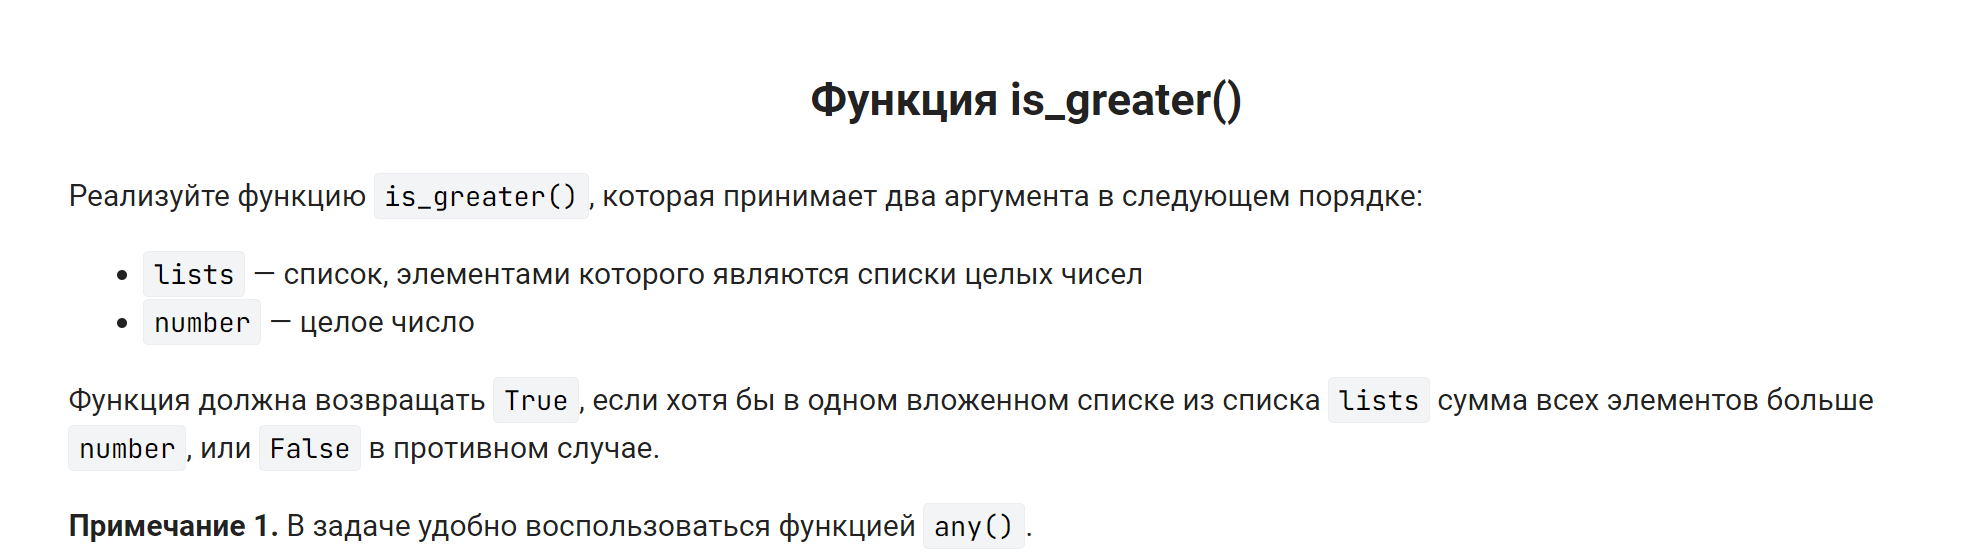 Функция is_greater()
Реализуйте функцию is_greater(), которая принимает два аргумента в следующем порядке:
• lists — список, элементами которого являются списки целых чисел
• number — целое число
Функция должна возвращать True, если хотя бы в одном вложенном списке из списка lists сумма всех элементов больше
number, или False в противном случае.
Примечание 1. В задаче удобно воспользоваться функцией any().